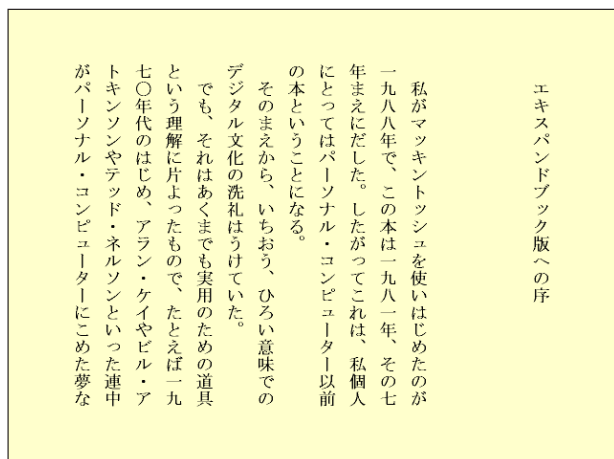 エキスパンドブック版への序
私がマッキントッシュを使いはじめたのが
一九八八年で、この本は一九八一年、その七
年まえにだした。したがってこれは、私個人
にとってはパーソナル・コンピューター以前
の本ということになる。
そのまえから、いちおう、ひろい意味での
デジタル文化の洗礼はうけていた。
でも、それはあくまでも実用のための道具
という理解に片よったもので、たとえば一九
七〇年代のはじめ、アラン・ケイやビル・ア
トキンソンやテッド・ネルソンといった連中
がパーソナル・コンピューターにこめた夢な